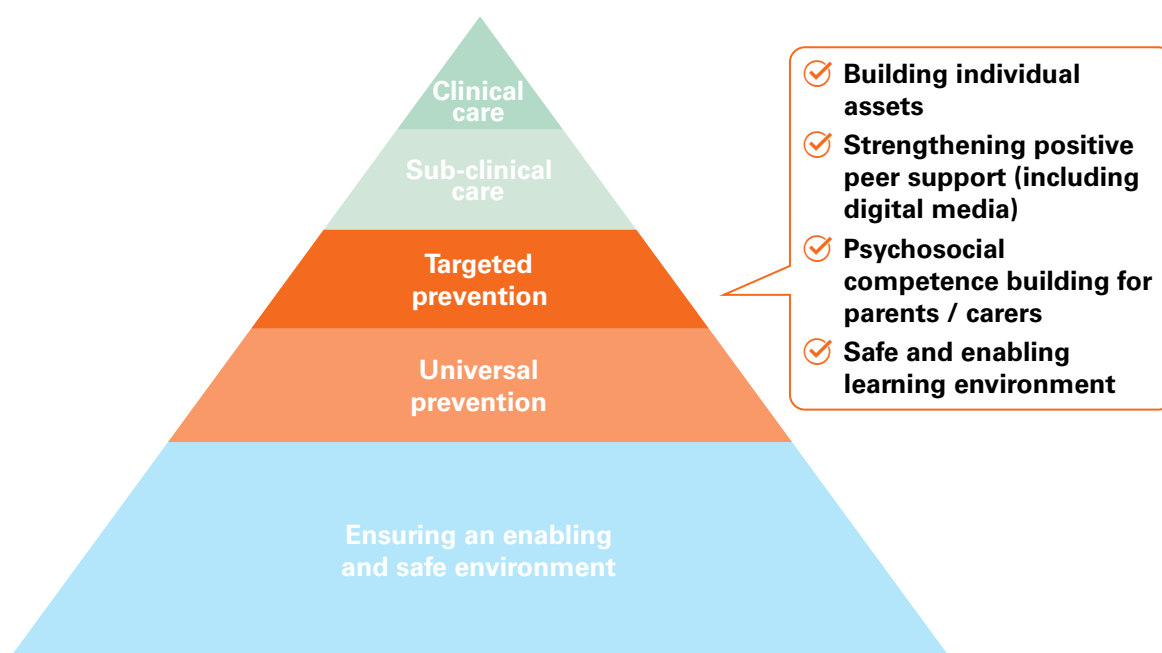 Clinical
care
Sub-clinical
care
Targeted
prevention
Universal
prevention
Ensuring an enabling
and safe environment
Building individual
assets
Strengthening positive
peer support (including
digital media)
Psychosocial
competence building for
parents / carers
Safe and enabling
learning environment